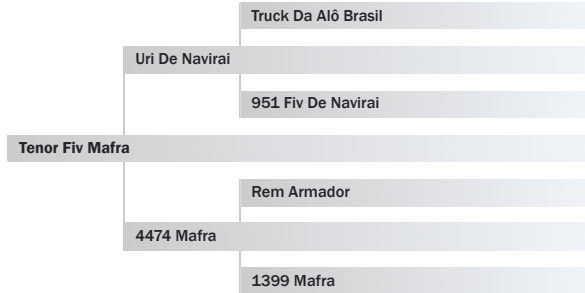 Truck Da Alô Brasil
Uri De Navirai
951 Fiv De Navirai
Tenor Fiv Mafra
Rem Armador
4474 Mafra
1399 Mafra